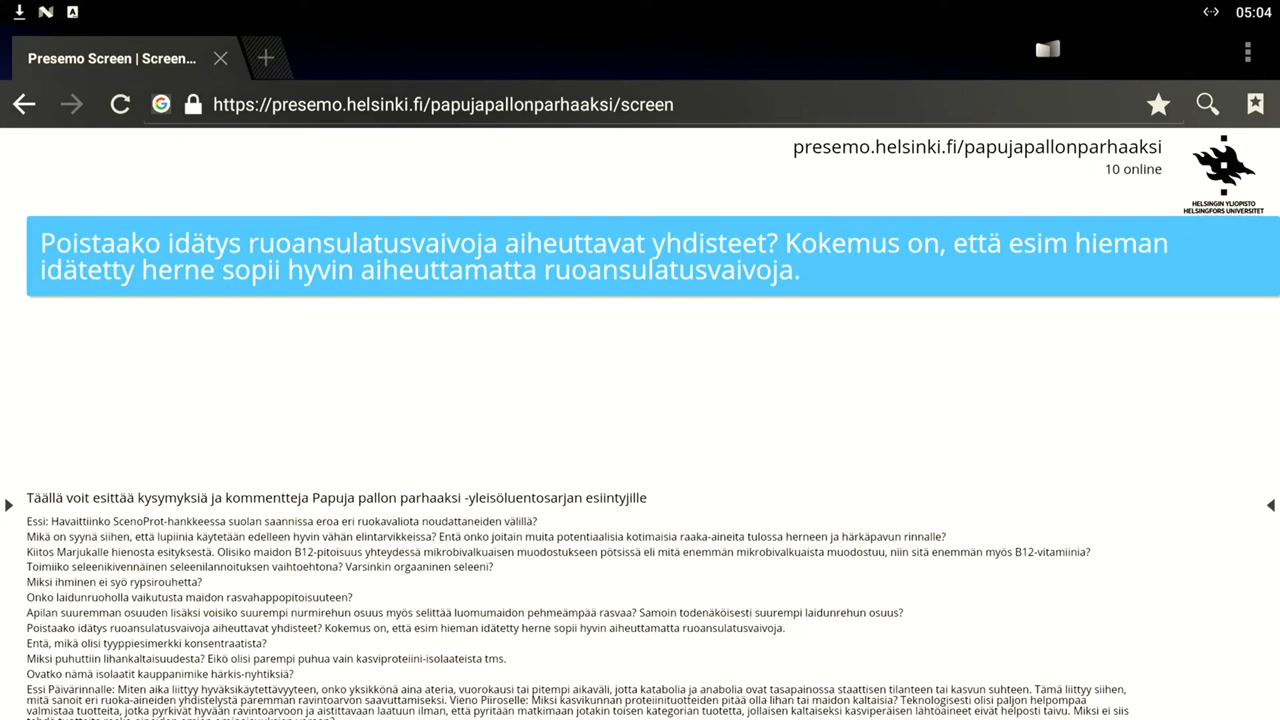 05:04
Presemo Screen | Screen...
https://presemo.helsinki.fi/papujapallonparhaaksi/screen
presemo.helsinki.fi/papujapallonparhaaksi
10 online
HELSINGIN YLIOPISTO
HELSINGFORS UNIVERSITET
Poistaako idätys ruoansulatusvaivoja aiheuttavat yhdisteet? Kokemus on, että esim hieman
idätetty herne sopii hyvin aiheuttamatta ruoansulatusvaivoja.
Täällä voit esittää kysymyksiä ja kommentteja Papuja pallon parhaaksi -yleisöluentosarjan esiintyjille
Essi: Havaittiinko ScenoProt-hankkeessa suolan saannissa eroa eri ruokavaliota noudattaneiden välillä?
Mikä on syynä siihen, että lupiinia käytetään edelleen hyvin vähän elintarvikkeissa? Entä onko joitain muita potentiaalisia kotimaisia raaka-aineita tulossa herneen ja härkäpavun rinnalle?
Kiitos Marjukalle hienosta esityksestä. Olisiko maidon B12-pitoisuus yhteydessä mikrobivalkuaisen muodostukseen pötsissä eli mitä enemmän mikrobivalkuaista muodostuu, niin sitä enemmän myös B12-vitamiinia?
Toimiiko seleenikivennäinen seleenilannoituksen vaihtoehtona? Varsinkin orgaaninen seleeni?
Miksi ihminen ei syö rypsirouhetta?
Onko laidunruoholla vaikutusta maidon rasvahappopitoisuuteen?
Apilan suuremman osuuden lisäksi voisiko suurempi nurmirehun osuus myös selittää luomumaidon pehmeämpää rasvaa? Samoin todenäköisesti suurempi laidunrehun osuus?
Poistaako idätys ruoansulatusvaivoja aiheuttavat yhdisteet? Kokemus on, että esim hieman idätetty herne sopii hyvin aiheuttamatta ruoansulatusvaivoja.
Entä, mikä olisi tyyppiesimerkki konsentraatista?
Miksi puhuttiin lihankaltaisuudesta? Eikö olisi parempi puhua vain kasviproteiini-isolaateista tms.
Ovatko nämä isolaatit kauppanimike härkis-nyhtiksiä?
Essi Päivärinnalle: Miten aika liittyy hyväksikäytettävyyteen, onko yksikkönä aina ateria, vuorokausi tai pitempi aikaväli, jotta katabolia ja anabolia ovat tasapainossa staattisen tilanteen tai kasvun suhteen. Tämä liittyy siihen,
mitä sanoit eri ruoka-aineiden yhdistelystä paremman ravintoarvon saavuttamiseksi. Vieno Piiroselle: Miksi kasvikunnan proteiinituotteiden pitää olla lihan tai maidon kaltaisia? Teknologisesti olisi paljon helpompaa
valmistaa tuotteita, jotka pyrkivät hyvään ravintoarvoon ja aistittavaan laatuun ilman, että pyritään matkimaan jotakin toisen kategorian tuotetta, jollaisen kaltaiseksi kasviperäisen lähtöaineet eivät helposti taivu. Miksi ei siis